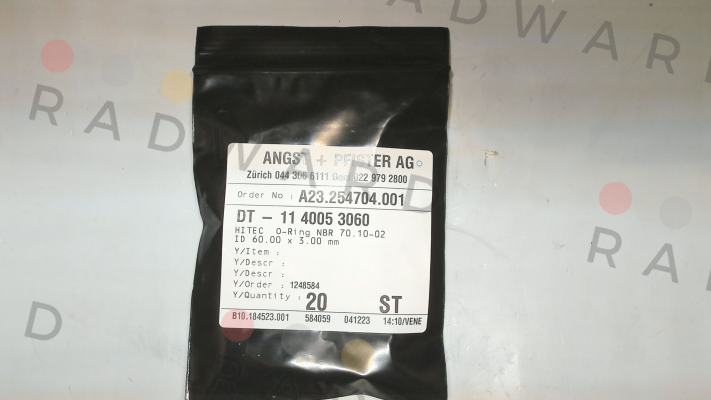 RADWARD
ANGST + PFISTER AG
Zürich 044 306 6111 022 979 2800
Order No : A23.254704.001
DT - 11 4005 3060
HITEC O-Ring NBR 70.10-02
ID 60.00 x 3.00 mm
Y/Item :
Y/Descr :
Y/Descr :
Y/Order : 1248584
Y/Quantity : 20 ST
B10.184523.001 584059 041223 14:10/VENE